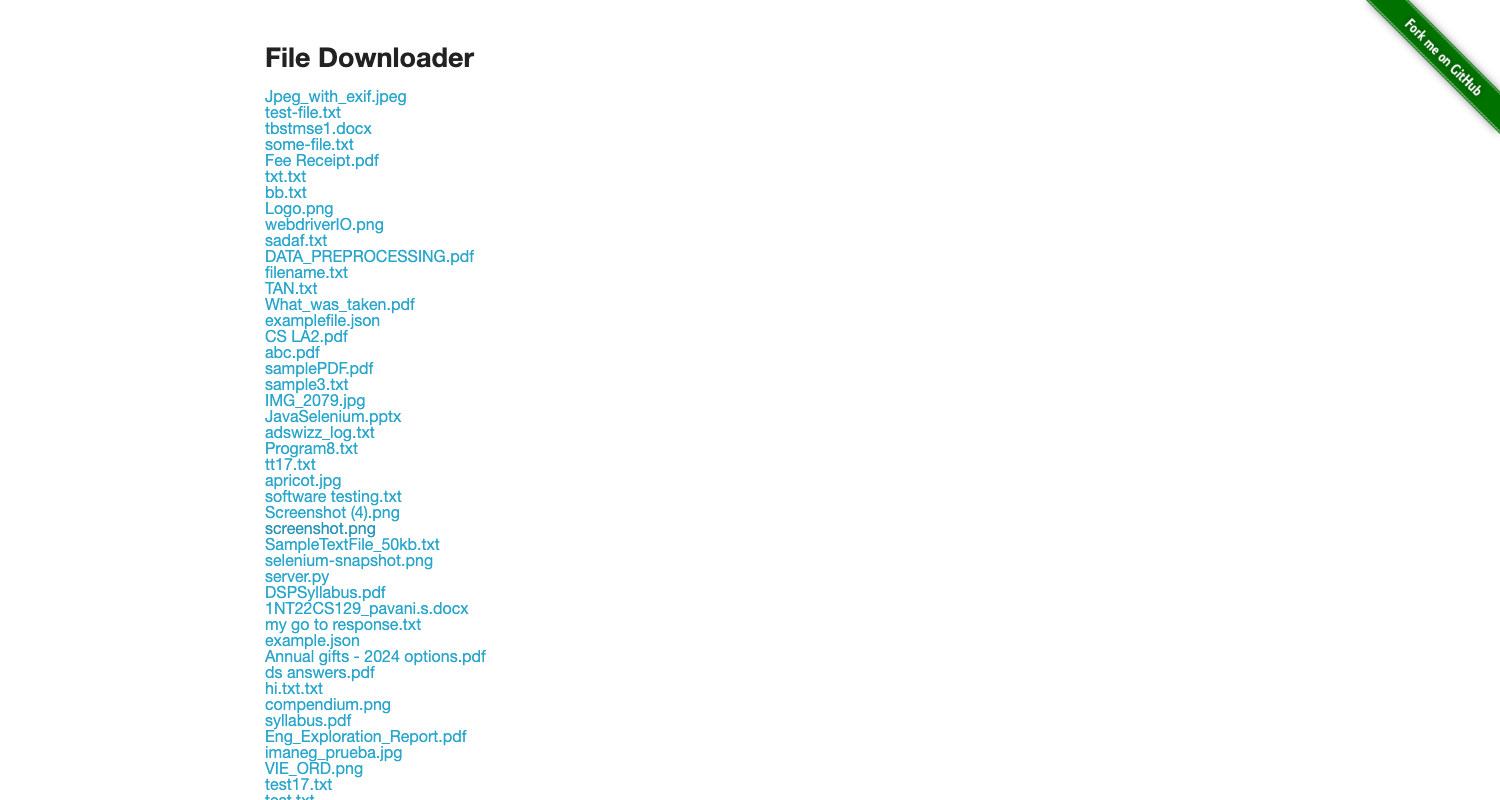 File Downloader
Fork me on GitHub
Jpeg_with_exif.jpeg
test-file.txt
tbstmse1.docx
some-file.txt
Fee Receipt.pdf
txt.txt
bb.txt
Logo.png
webdriverIO.png
sadaf.txt
DATA_PREPROCESSING.pdf
filename.txt
TAN.txt
What_was_taken.pdf
examplefile.json
CS LA2.pdf
abc.pdf
samplePDF.pdf
sample3.txt
IMG_2079.jpg
JavaSelenium.pptx
adswizz_log.txt
Program8.txt
tt17.txt
apricot.jpg
software testing.txt
Screenshot (4).png
screenshot.png
SampleTextFile_50kb.txt
selenium-snapshot.png
server.py
DSPSyllabus.pdf
1NT22CS129_pavani.s.docx
my go to response.txt
example.json
Annual gifts - 2024 options.pdf
ds answers.pdf
hi.txt.txt
compendium.png
syllabus.pdf
Eng_Exploration_Report.pdf
imaneg_prueba.jpg
VIE_ORD.png
test17.txt